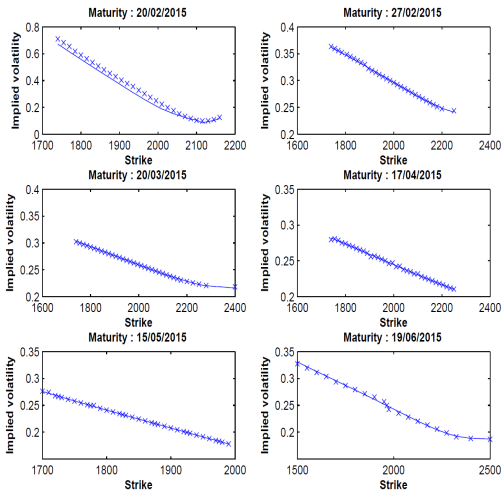 Maturity : 20/02/2015
Implied volatility
0.8
0.6
0.4
0.2
0
1700 1800 1900 2000 2100 2200
Strike
Maturity : 27/02/2015
Implied volatility
0.4
0.35
0.3
0.25
0.2
1600 1800 2000 2200 2400
Strike
Maturity : 20/03/2015
Implied volatility
0.4
0.35
0.3
0.25
0.2
1600 1800 2000 2200 2400
Strike
Maturity : 17/04/2015
Implied volatility
0.35
0.3
0.25
0.2
1600 1800 2000 2200 2400
Strike
Maturity : 15/05/2015
Implied volatility
0.35
0.3
0.25
0.2
1700 1800 1900 2000
Strike
Maturity : 19/06/2015
Implied volatility
0.35
0.3
0.25
0.2
1500 2000 2500
Strike